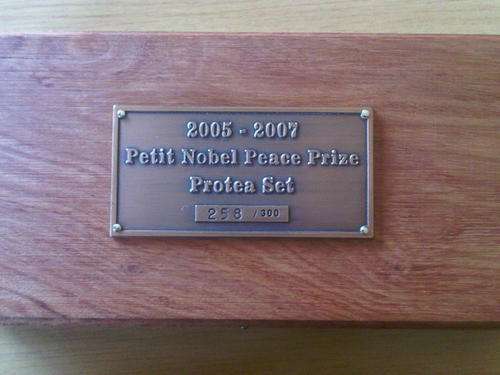 2005 - 2007
Petit Nobel Peace Prize
Protea Set
258 /300